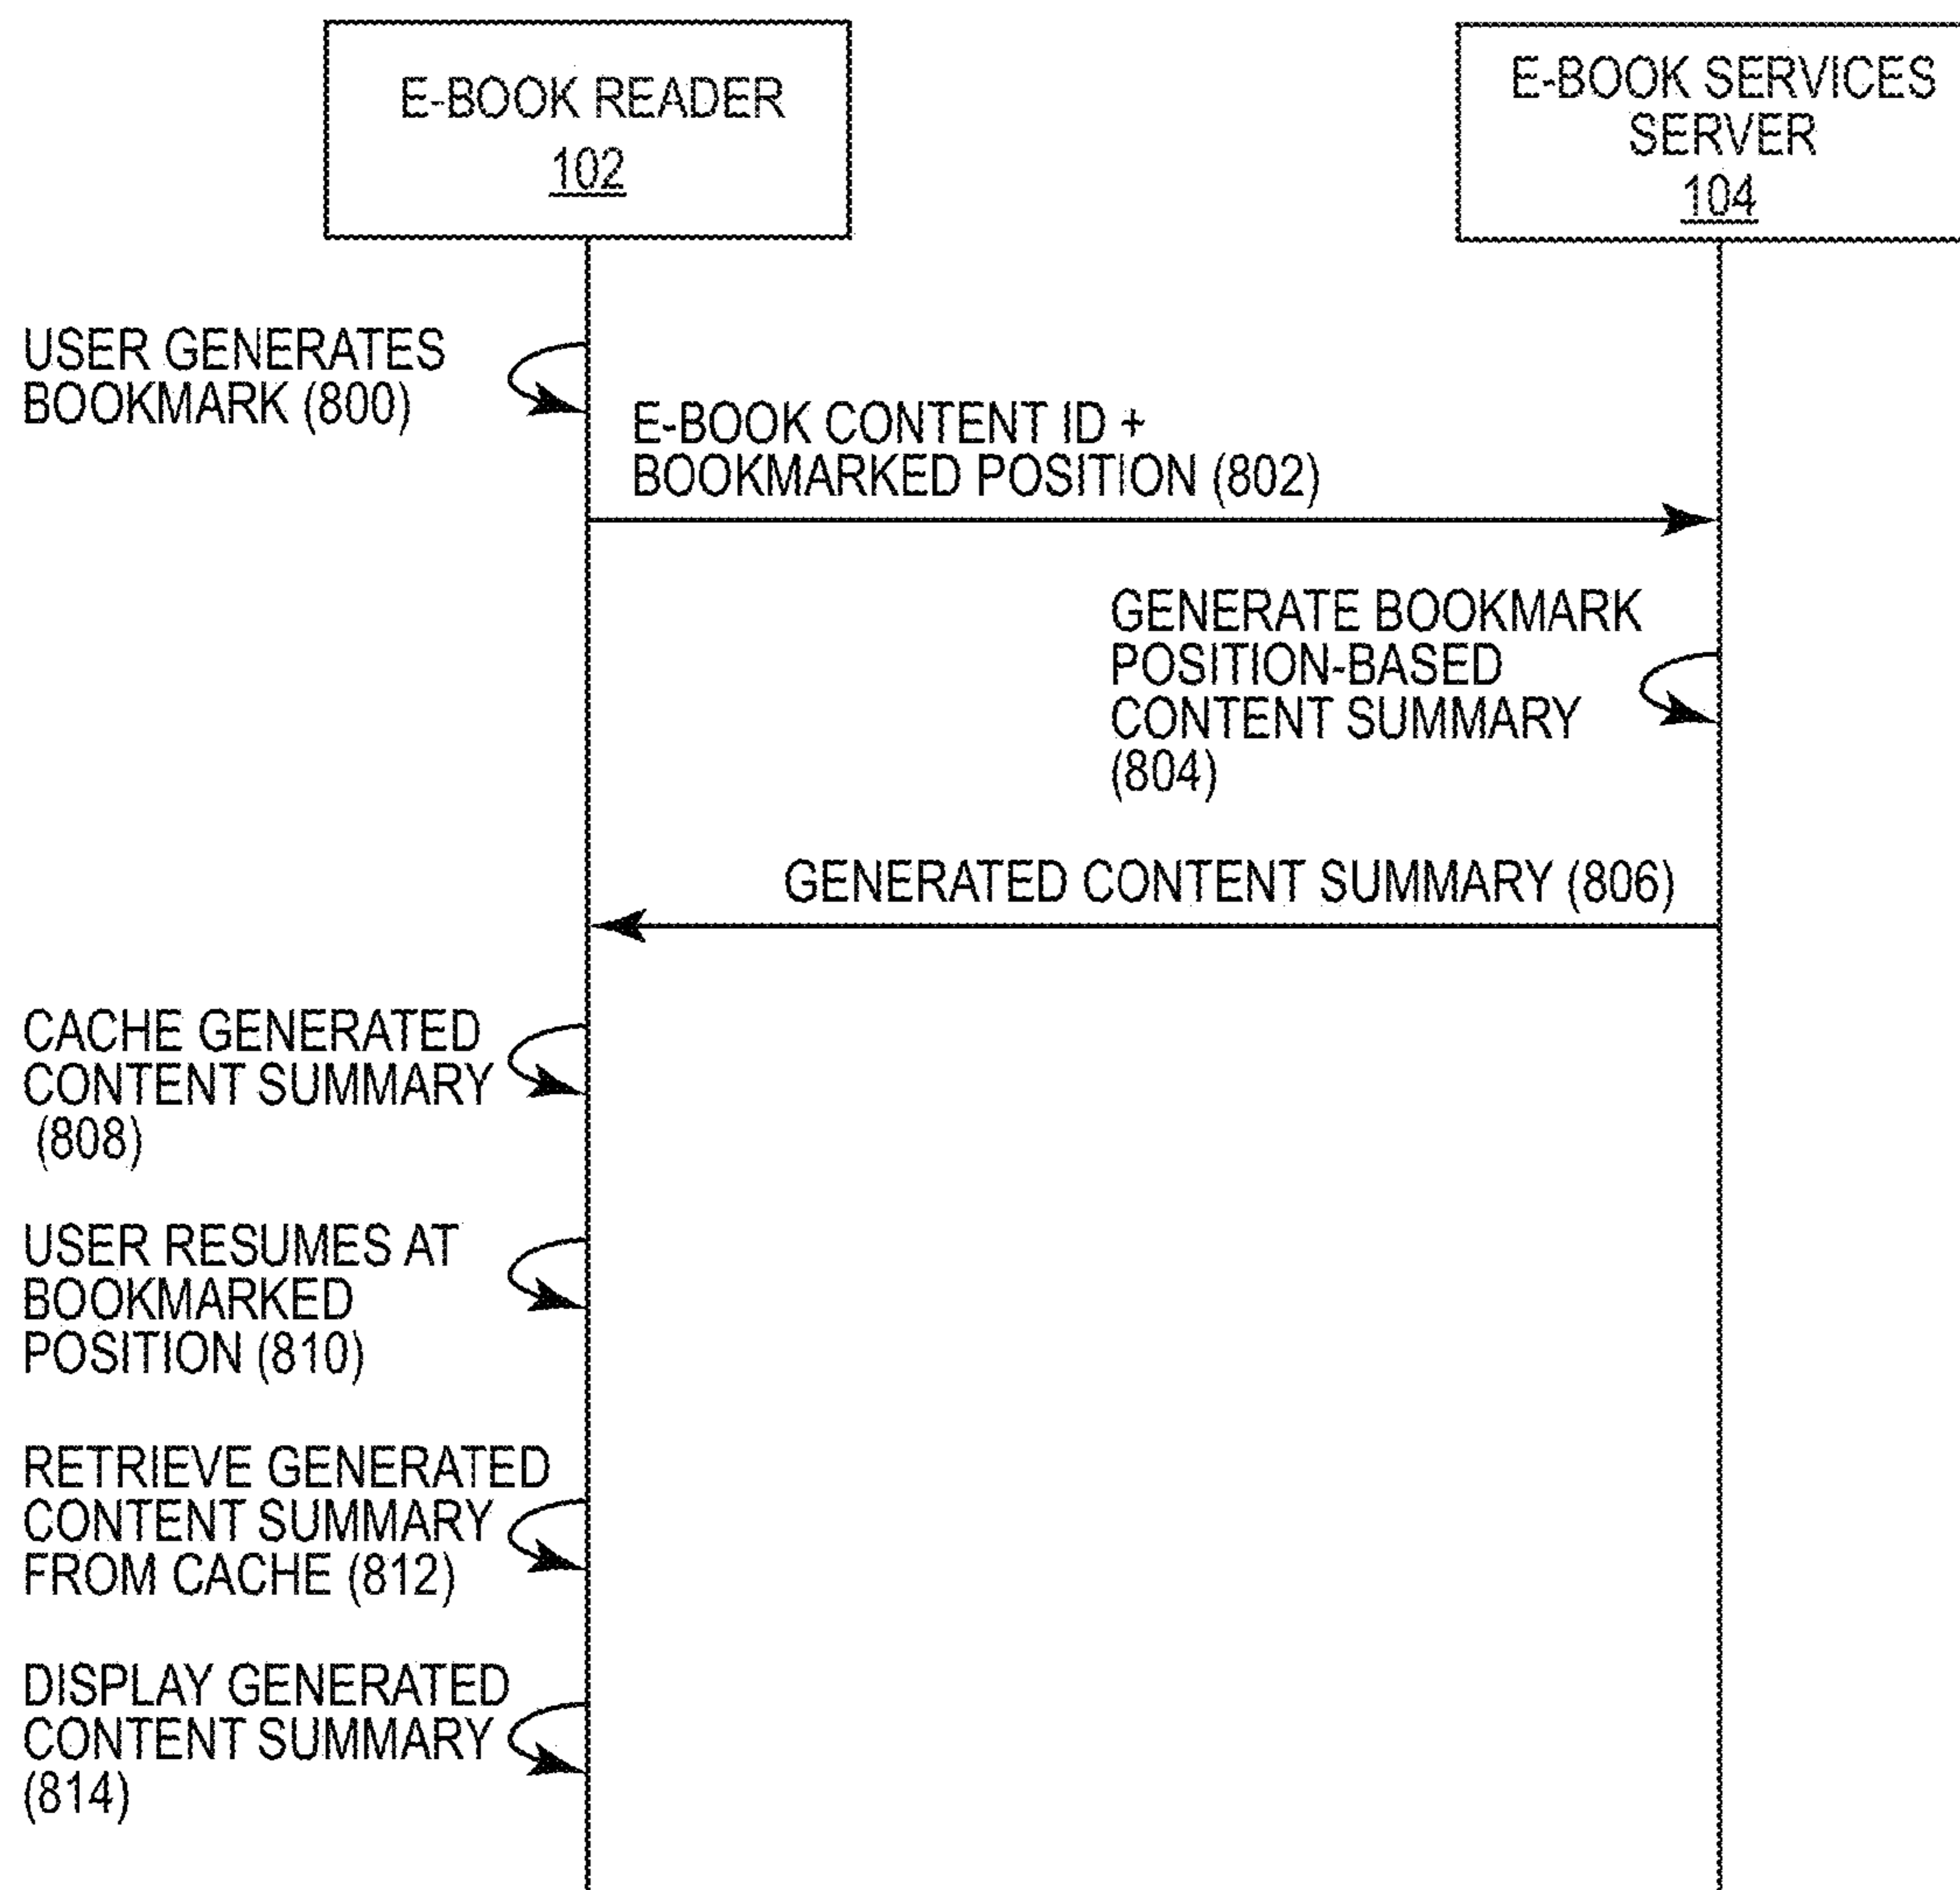 E-BOOK READER
102
E-BOOK SERVICES
SERVER
104
USER GENERATES
BOOKMARK (800)
E-BOOK CONTENT ID +
BOOKMARKED POSITION (802)
GENERATE BOOKMARK
POSITION-BASED
CONTENT SUMMARY
(804)
GENERATED CONTENT SUMMARY (806)
CACHE GENERATED
CONTENT SUMMARY
(808)
USER RESUMES AT
BOOKMARKED
POSITION (810)
RETRIEVE GENERATED
CONTENT SUMMARY
FROM CACHE (812)
DISPLAY GENERATED
CONTENT SUMMARY
(814)